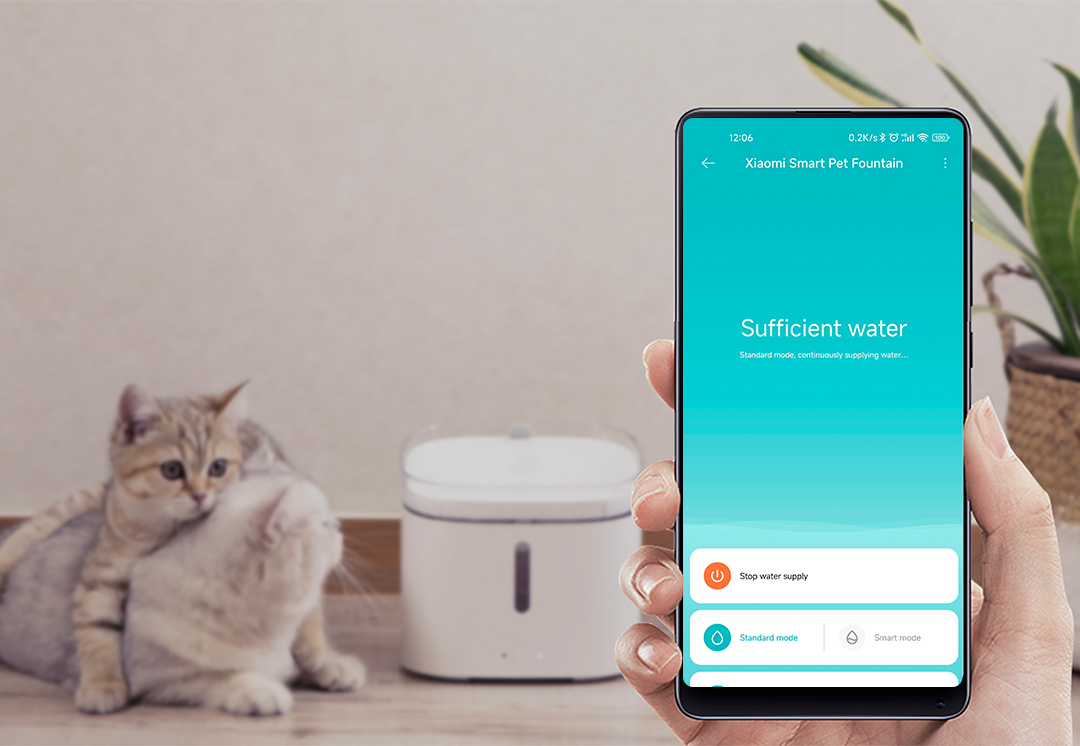 12:06
0.2K/s
100
Xiaomi Smart Pet Fountain
Sufficient water
Standard mode, continuously supplying water...
Stop water supply
Standard mode
Smart mode